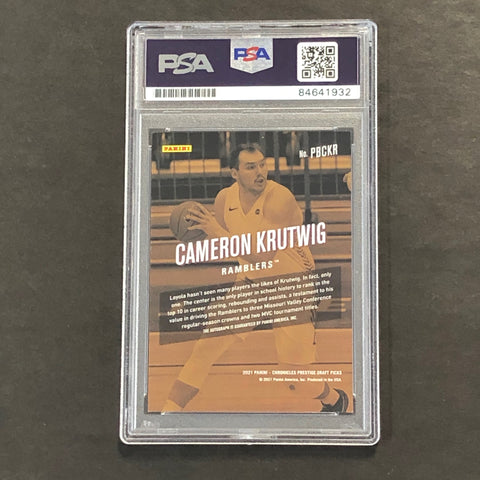 PSA
PSA
84641932
PANINI
No. PBCKR
CAMERON KRUTWIG
RAMBLERS™
Loyola hasn't seen many players the likes of Krutwig. In fact, only
one. The center is the only player in school history to rank in the
top 10 in career scoring, rebounding and assists, a testament to his
value in driving the Ramblers to three Missouri Valley Conference
regular-season crowns and two MVC tournament titles.
THE AUTOGRAPH IS GUARANTEED BY PANINI AMERICA, INC.
2021 PANINI - CHRONICLES PRESTIGE DRAFT PICKS
© 2021 Panini America, Inc. Produced in the USA.